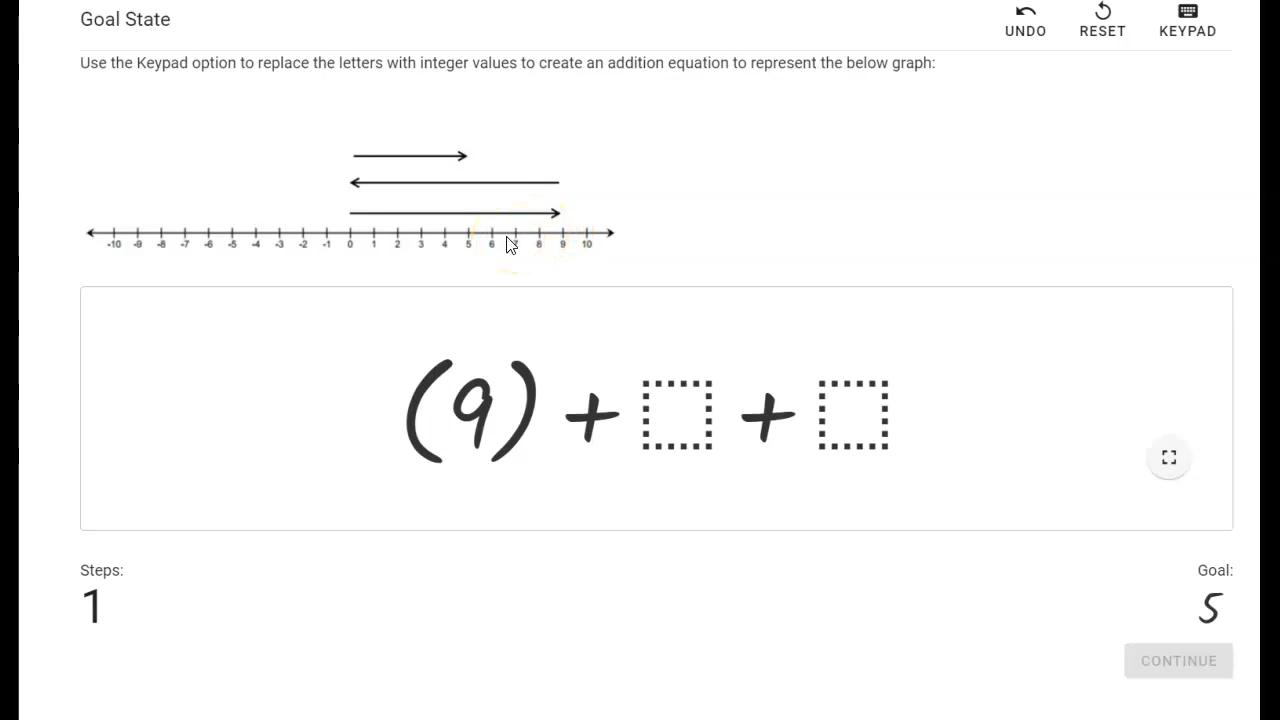 Goal State
UNDO RESET KEYPAD
Use the Keypad option to replace the letters with integer values to create an addition equation to represent the below graph:
-10 -9 -8 -7 -6 -5 -4 -3 -2 -1 0 1 2 3 4 5 6 7 8 9 10
(9) + □ + □
Steps:
1
Goal:
5
CONTINUE